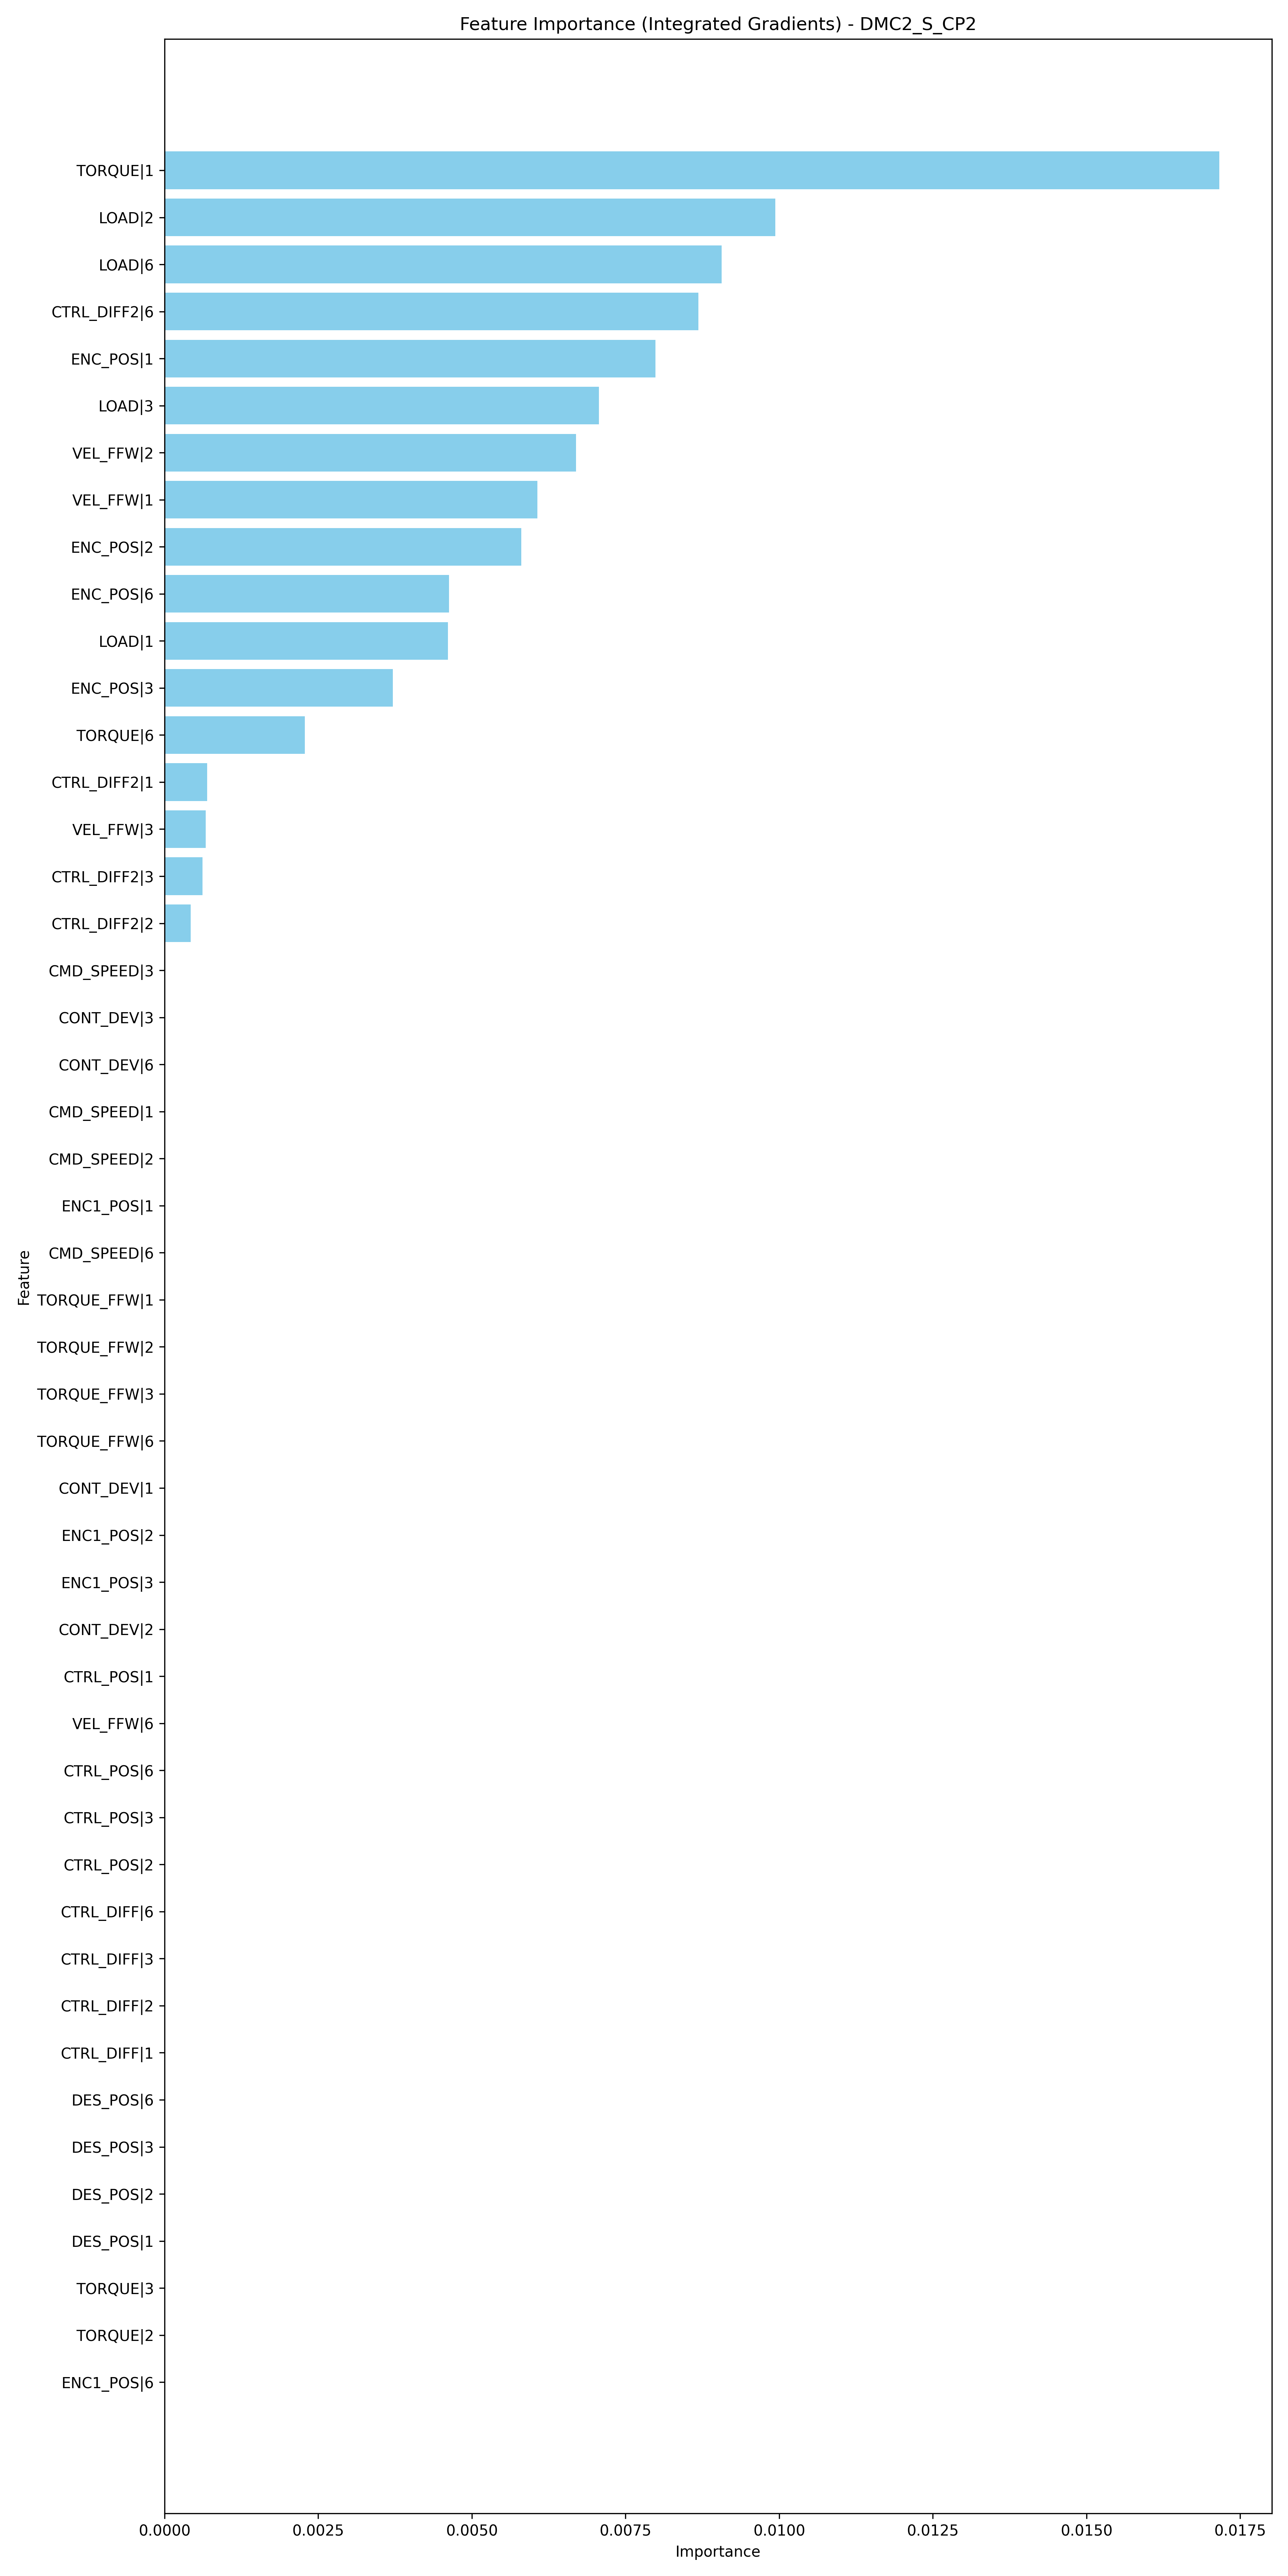 Feature Importance (Integrated Gradients) - DMC2_S_CP2
TORQUE|1
LOAD|2
LOAD|6
CTRL_DIFF2|6
ENC_POS|1
LOAD|3
VEL_FFW|2
VEL_FFW|1
ENC_POS|2
ENC_POS|6
LOAD|1
ENC_POS|3
TORQUE|6
CTRL_DIFF2|1
VEL_FFW|3
CTRL_DIFF2|3
CTRL_DIFF2|2
CMD_SPEED|3
CONT_DEV|3
CONT_DEV|6
CMD_SPEED|1
CMD_SPEED|2
ENC1_POS|1
CMD_SPEED|6
Feature
TORQUE_FFW|1
TORQUE_FFW|2
TORQUE_FFW|3
TORQUE_FFW|6
CONT_DEV|1
ENC1_POS|2
ENC1_POS|3
CONT_DEV|2
CTRL_POS|1
VEL_FFW|6
CTRL_POS|6
CTRL_POS|3
CTRL_POS|2
CTRL_DIFF|6
CTRL_DIFF|3
CTRL_DIFF|2
CTRL_DIFF|1
DES_POS|6
DES_POS|3
DES_POS|2
DES_POS|1
TORQUE|3
TORQUE|2
ENC1_POS|6
0.0000 0.0025 0.0050 0.0075 0.0100 0.0125 0.0150 0.0175
Importance